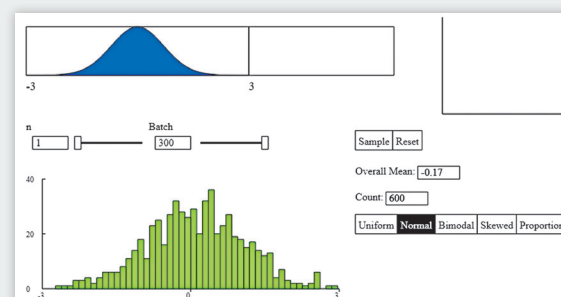 -3 3
n Batch
1 300
Sample Reset
Overall Mean: -0.17
Count: 600
Uniform Normal Bimodal Skewed Proportion
40
20
0
-3 0 3